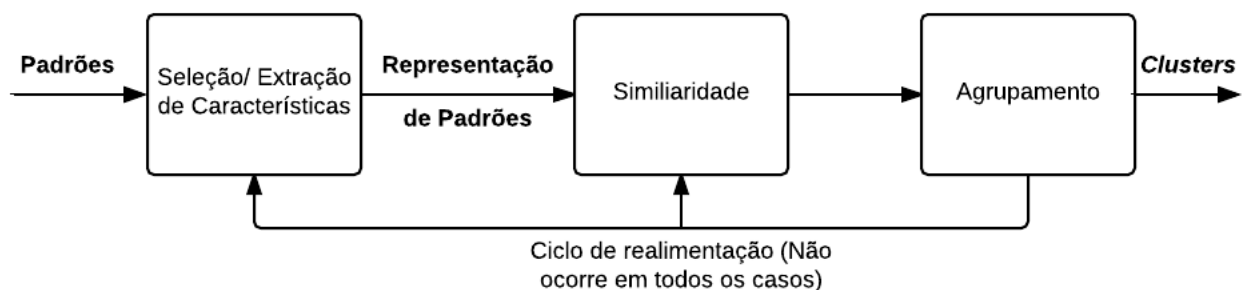 Padrões
Seleção/ Extração
de Características
Representação
de Padrões
Similiaridade
Agrupamento
Clusters
Ciclo de realimentação (Não
ocorre em todos os casos)